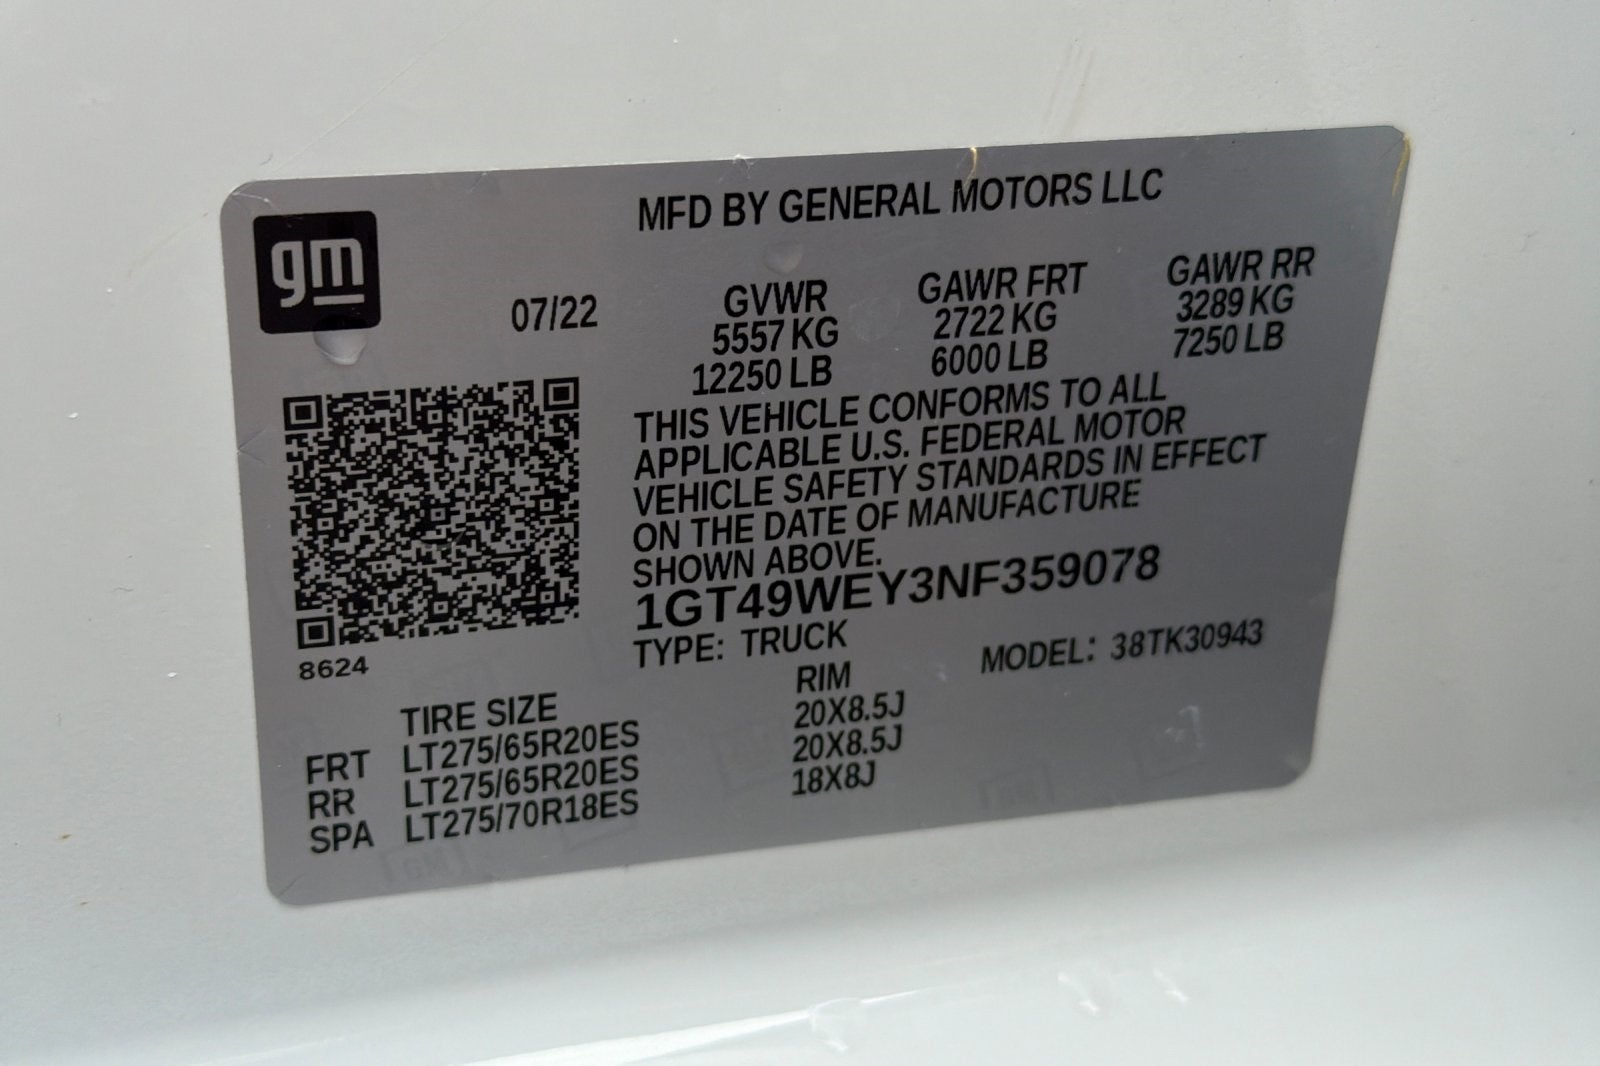 MFD BY GENERAL MOTORS LLC
gm
07/22
GVWR GAWR FRT GAWR RR
5557 KG 2722 KG 3289 KG
12250 LB 6000 LB 7250 LB
THIS VEHICLE CONFORMS TO ALL
APPLICABLE U.S. FEDERAL MOTOR
VEHICLE SAFETY STANDARDS IN EFFECT
ON THE DATE OF MANUFACTURE
SHOWN ABOVE.
1GT49WEY3NF359078
TYPE: TRUCK MODEL: 38TK30943
8624
TIRE SIZE RIM
FRT LT275/65R20ES 20X8.5J
RR LT275/65R20ES 20X8.5J
SPA LT275/70R18ES 18X8J